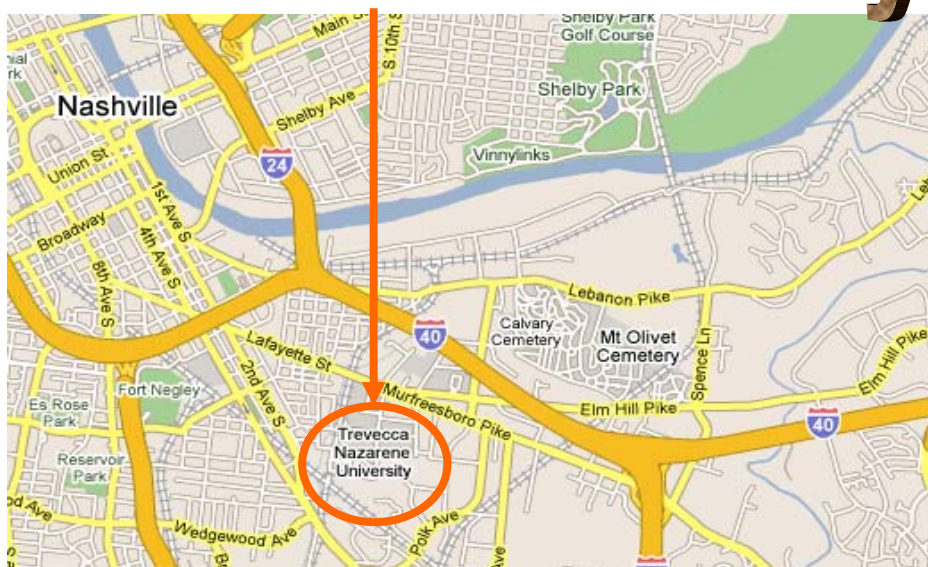 Main S
S 10th S
Shelby Park
Golf Course
Shelby Park
Nashville
Shelby Ave
24
Vinnylinks
Union St
1st Ave S
4th Ave S
Broadway
8th Ave S
Lebanon Pike
40
Calvary
Cemetery
Mt Olivet
Cemetery
Spence Ln
Lafayette St
2nd Ave S
Fort Negley
Murfreesboro Pike
Elm Hill Pike
Elm Hill Pike
40
Es Rose
Park
Trevecca
Nazarene
University
Reservoir
Park
Wedgewood Ave
Polk Ave
Ave